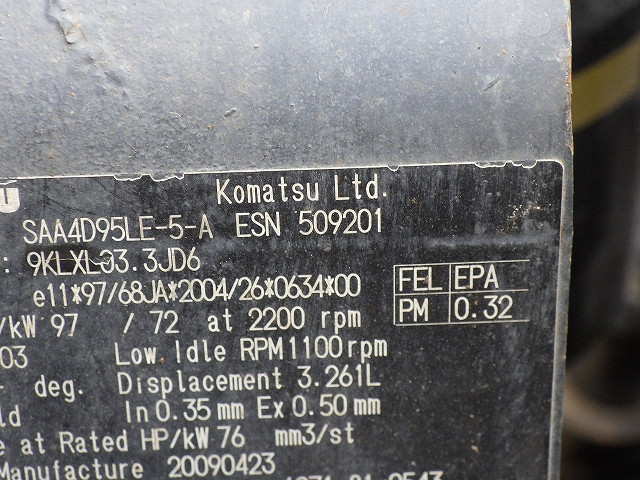 Komatsu Ltd.
SAA4D95LE-5-A ESN 509201
: 9KLXL03.3JD6
e11*97/68JA*2004/26*0634*00
FEL EPA
PM 0.32
/kW 97 / 72 at 2200 rpm
03 Low Idle RPM 1100 rpm
deg. Displacement 3.261L
ld In 0.35 mm Ex 0.50 mm
e at Rated HP/kW 76 mm3/st
Manufacture 20090423